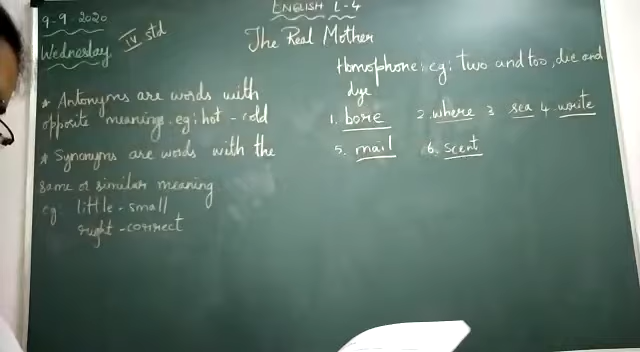 9-9-2020
Wednesday
IV std
ENGLISH L-4
The Real Mother
* Antonyms are words with
opposite meaning. eg: hot - cold
* Synonyms are words with the
same or similar meaning
eg: little - small
right - correct
Homophone: eg: two and too, die and
dye
1. bore 2. where 3 sea 4. write
5. mail 6. scent